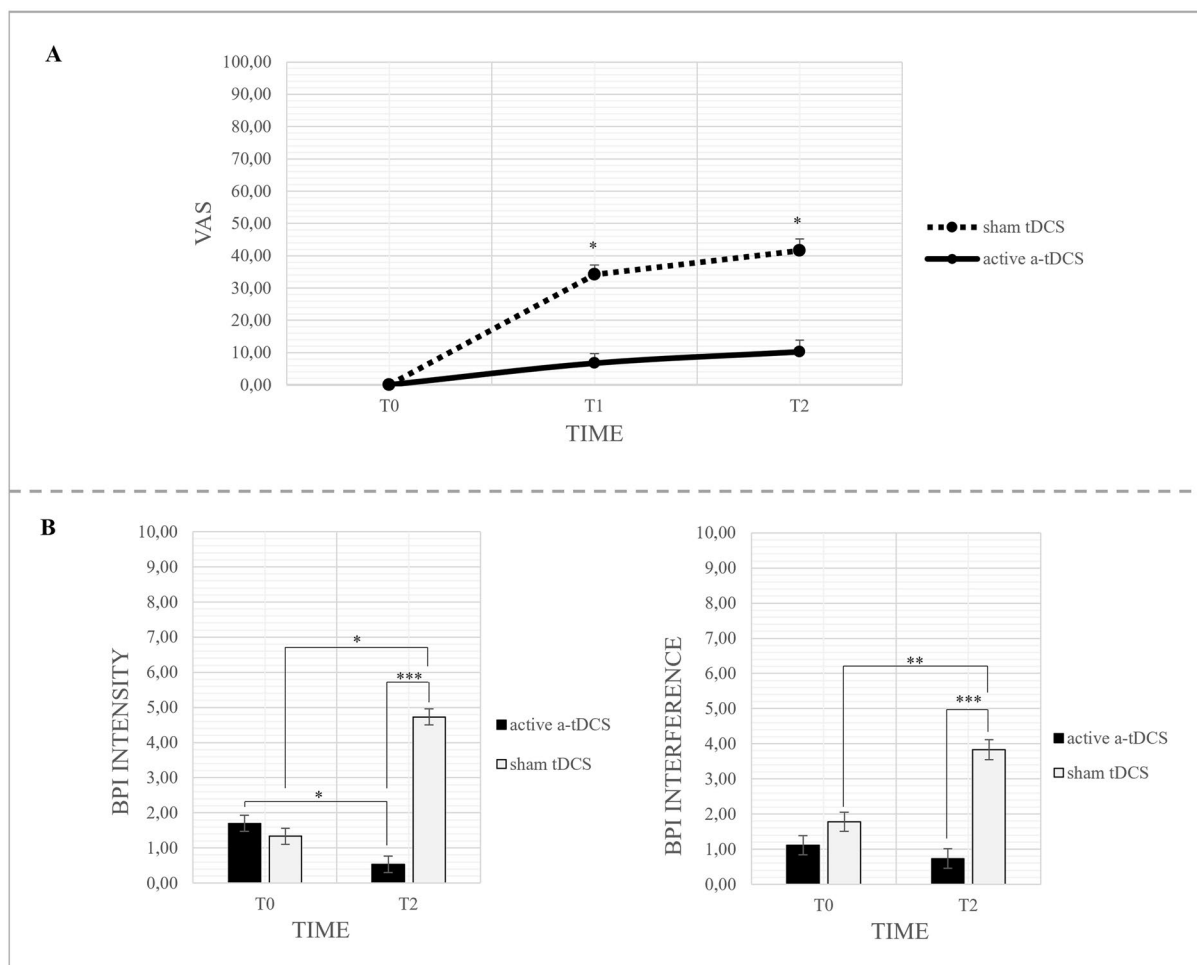 A
100,00
90,00
80,00
70,00
60,00
50,00
40,00
30,00
20,00
10,00
0,00
VAS
*
*
T0
T1
T2
TIME
sham tDCS
active a-tDCS
B
10,00
9,00
8,00
7,00
6,00
5,00
4,00
3,00
2,00
1,00
0,00
BPI INTENSITY
*
***
*
T0
T2
TIME
active a-tDCS
sham tDCS
10,00
9,00
8,00
7,00
6,00
5,00
4,00
3,00
2,00
1,00
0,00
BPI INTERFERENCE
**
***
T0
T2
TIME
active a-tDCS
sham tDCS